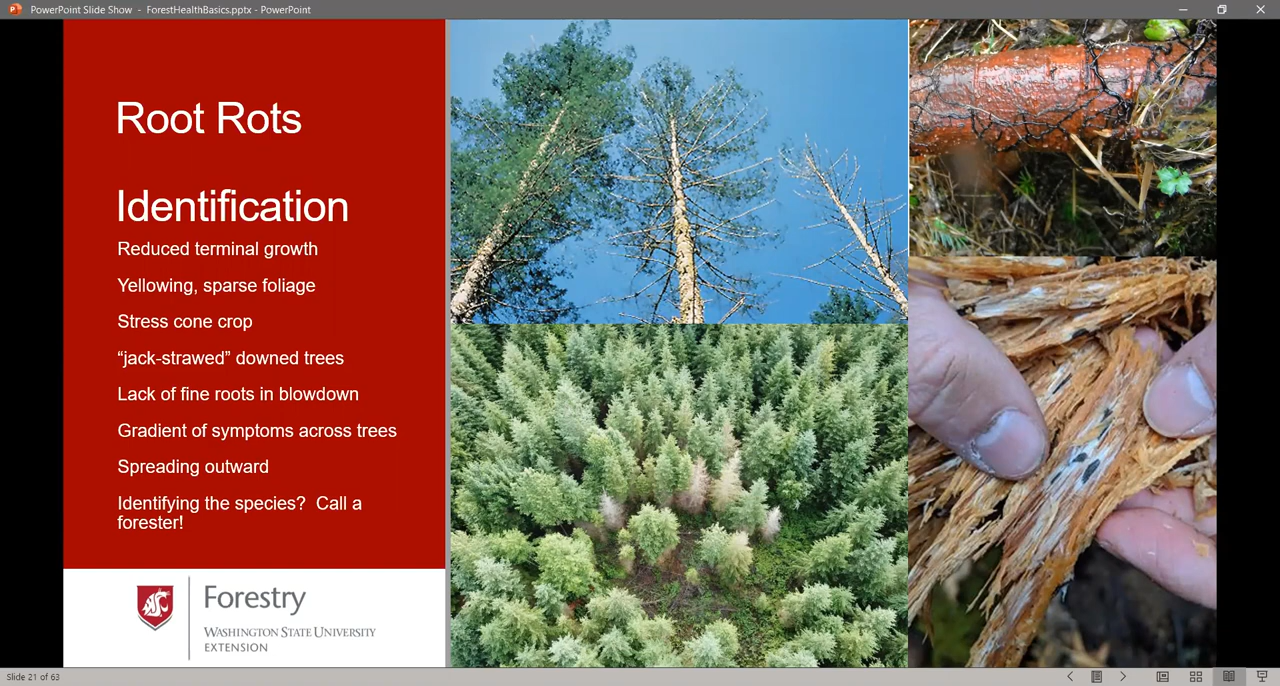 PowerPoint Slide Show - ForestHealthBasics.pptx - PowerPoint
Root Rots
Identification
Reduced terminal growth
Yellowing, sparse foliage
Stress cone crop
“jack-strawed” downed trees
Lack of fine roots in blowdown
Gradient of symptoms across trees
Spreading outward
Identifying the species? Call a
forester!
Forestry
WASHINGTON STATE UNIVERSITY
EXTENSION
Slide 21 of 63